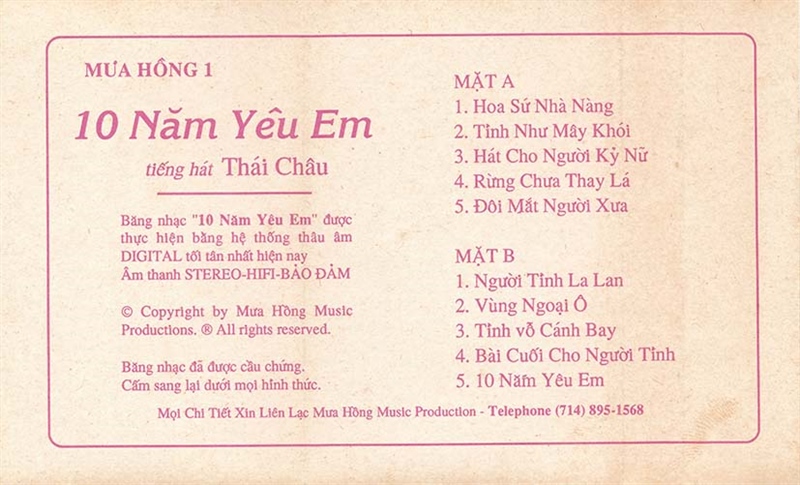 MƯA HỒNG 1
10 Năm Yêu Em
tiếng hát Thái Châu
Băng nhạc "10 Năm Yêu Em" được
thực hiện bằng hệ thống thâu âm
DIGITAL tối tân nhất hiện nay
Âm thanh STEREO-HIFI-BẢO ĐẢM
© Copyright by Mưa Hồng Music
Productions. ® All rights reserved.
Băng nhạc đã được cầu chứng.
Cấm sang lại dưới mọi hình thức.
MẶT A
1. Hoa Sứ Nhà Nàng
2. Tình Như Mây Khói
3. Hát Cho Người Kỷ Nữ
4. Rừng Chưa Thay Lá
5. Đôi Mắt Người Xưa
MẶT B
1. Người Tình La Lan
2. Vùng Ngoại Ô
3. Tình vỗ Cánh Bay
4. Bài Cuối Cho Người Tình
5. 10 Năm Yêu Em
Mọi Chi Tiết Xin Liên Lạc Mưa Hồng Music Production - Telephone (714) 895-1568